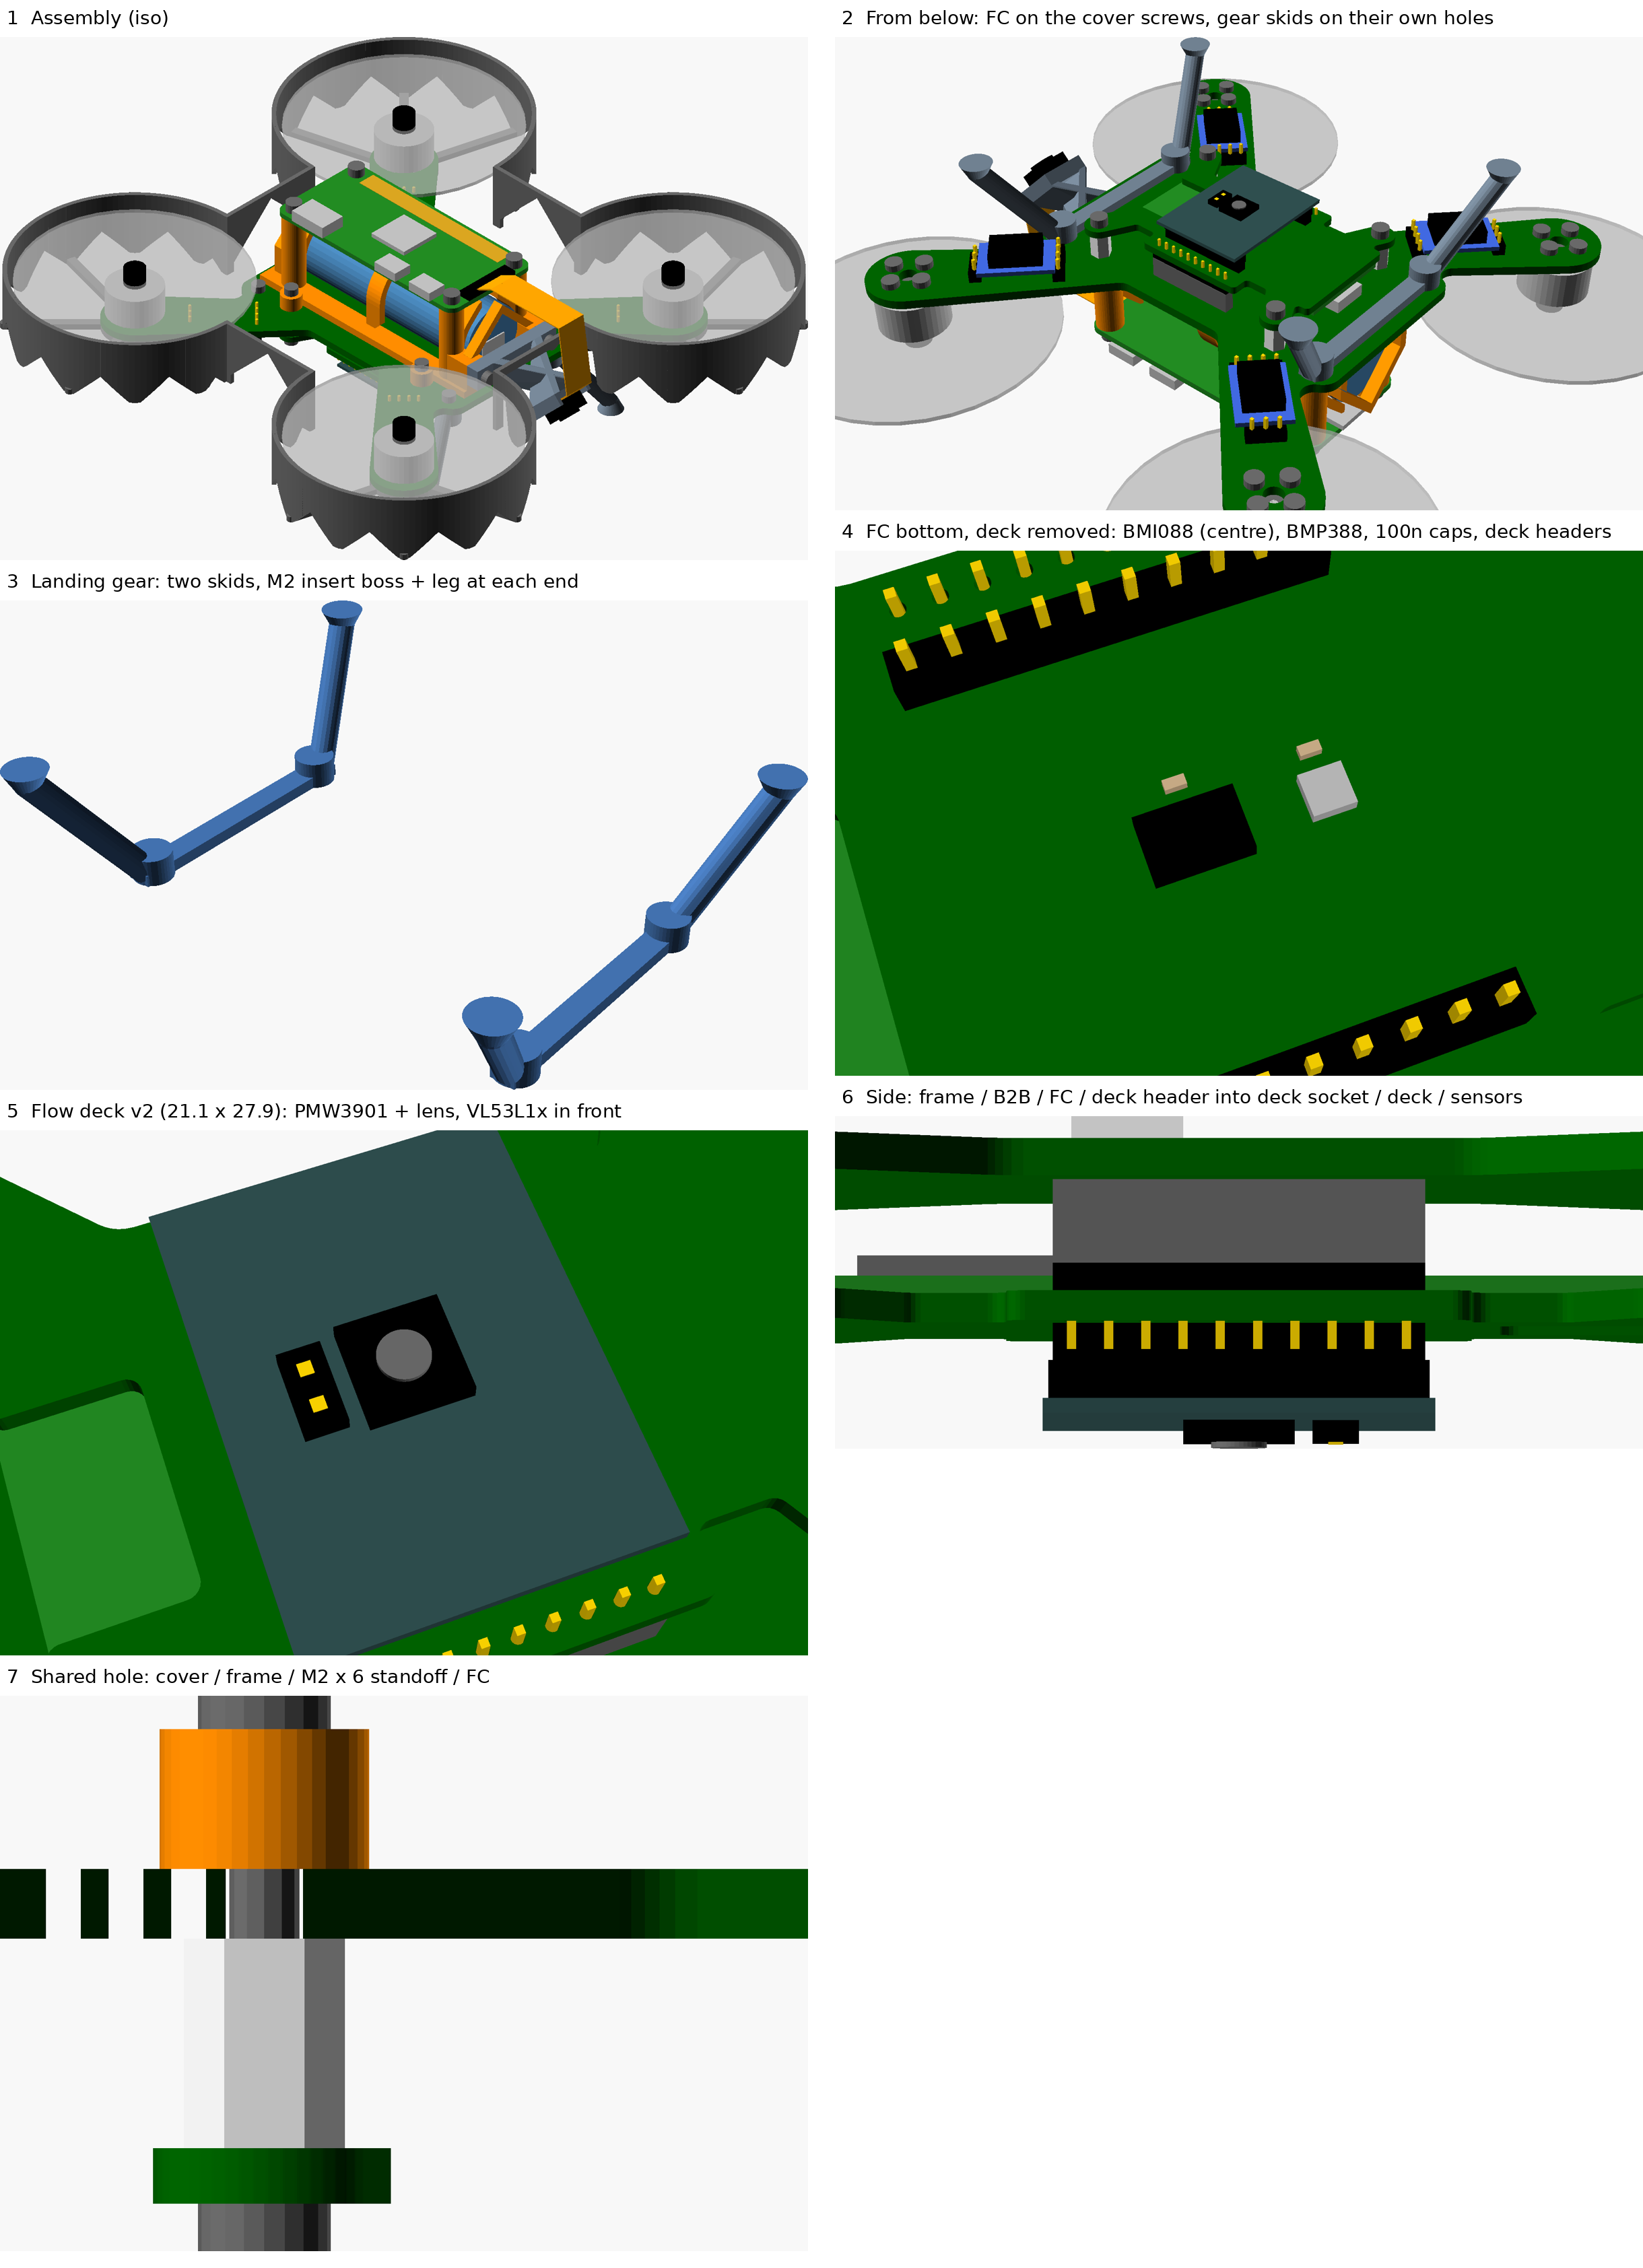 1 Assembly (iso)
2 From below: FC on the cover screws, gear skids on their own holes
3 Landing gear: two skids, M2 insert boss + leg at each end
4 FC bottom, deck removed: BMI088 (centre), BMP388, 100n caps, deck headers
5 Flow deck v2 (21.1 x 27.9): PMW3901 + lens, VL53L1x in front
6 Side: frame / B2B / FC / deck header into deck socket / deck / sensors
7 Shared hole: cover / frame / M2 x 6 standoff / FC